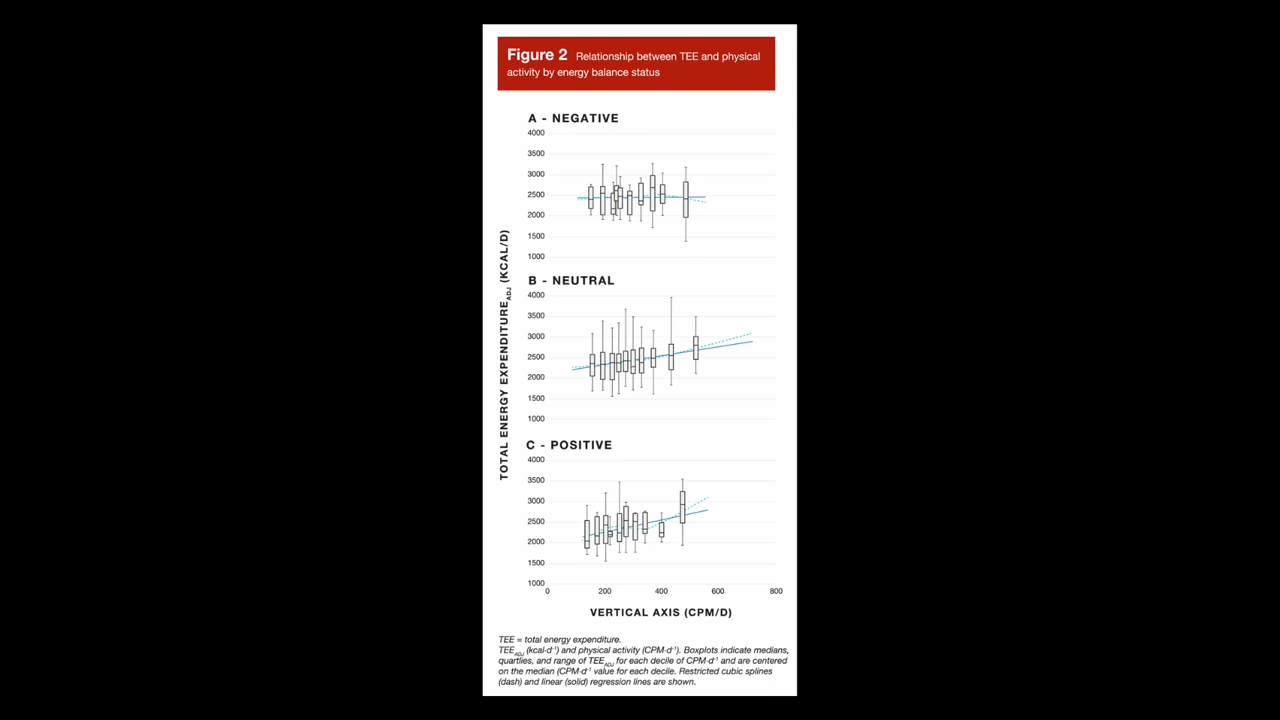 Figure 2 Relationship between TEE and physical
activity by energy balance status
A - NEGATIVE
4000
3500
3000
2500
2000
1500
1000
B - NEUTRAL
4000
3500
3000
2500
2000
1500
1000
C - POSITIVE
4000
3500
3000
2500
2000
1500
1000
0 200 400 600 800
TOTAL ENERGY EXPENDITURE ADJ (KCAL/D)
VERTICAL AXIS (CPM/D)
TEE = total energy expenditure.
TEE ADJ (kcal·d⁻¹) and physical activity (CPM·d⁻¹). Boxplots indicate medians,
quartlies, and range of TEE ADJ for each decile of CPM·d⁻¹ and are centered
on the median (CPM·d⁻¹ value for each decile. Restricted cubic splines
(dash) and linear (solid) regression lines are shown.